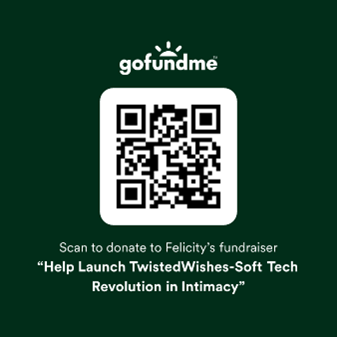 gofundme
Scan to donate to Felicity's fundraiser
“Help Launch TwistedWishes-Soft Tech
Revolution in Intimacy”